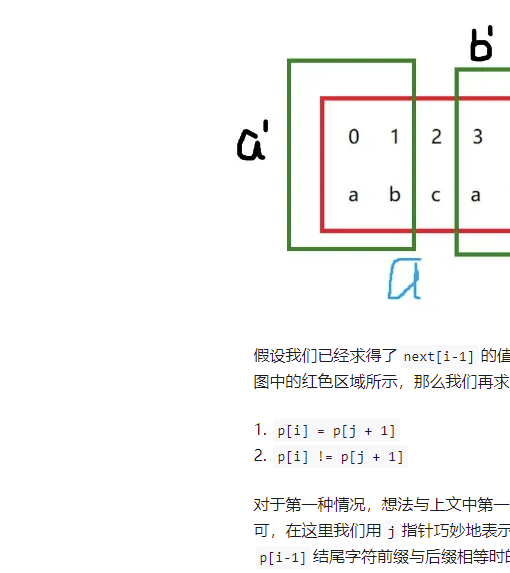 b'
a'
0 1 2 3
a b c a
a
假设我们已经求得了 next[i-1] 的值
图中的红色区域所示，那么我们再求
1. p[i] = p[j + 1]
2. p[i] != p[j + 1]
对于第一种情况，想法与上文中第一
可，在这里我们用 j 指针巧妙地表示
p[i-1] 结尾字符前缀与后缀相等时的